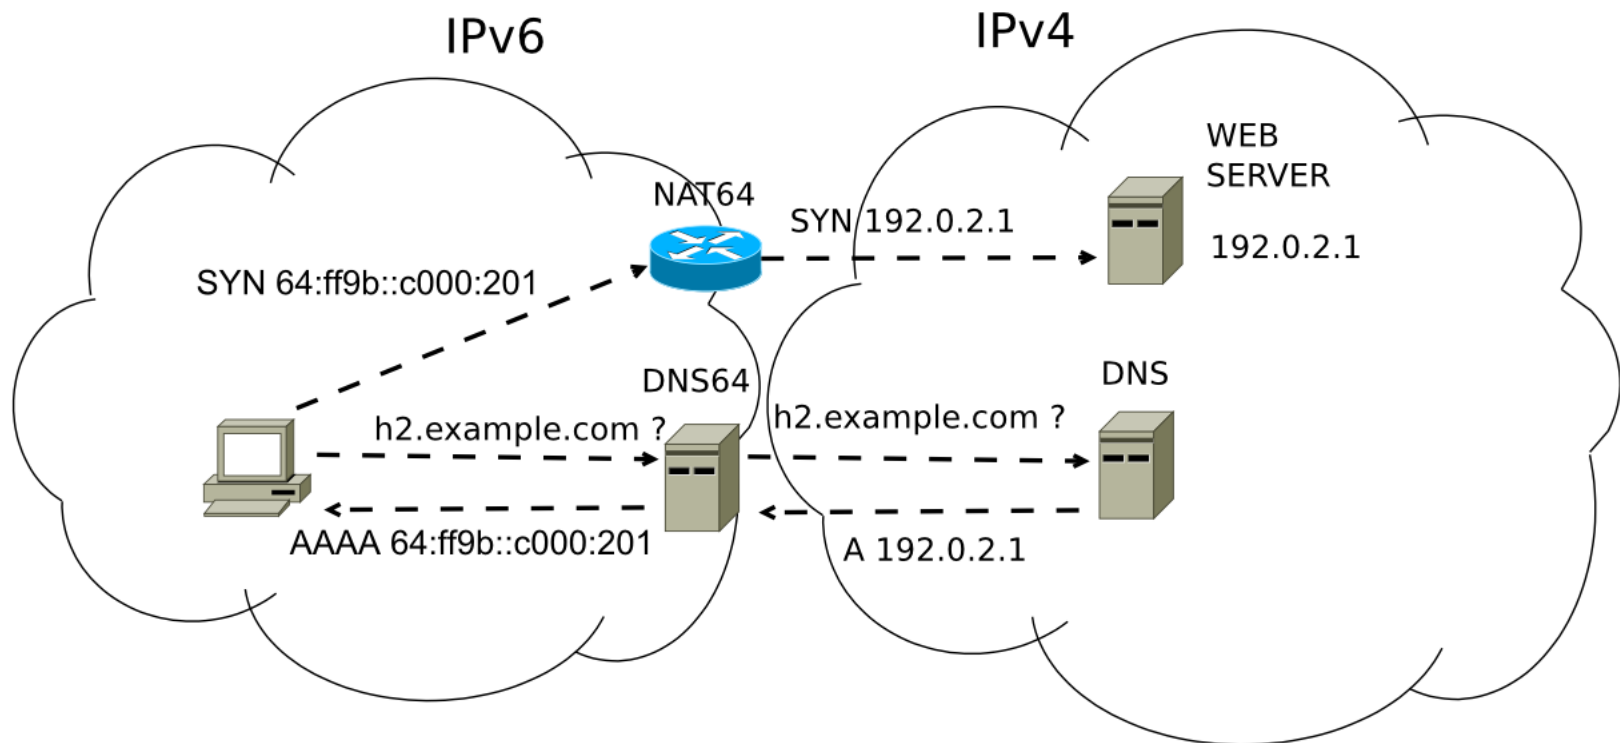 IPv6
IPv4
WEB
SERVER
192.0.2.1
NAT64
SYN 192.0.2.1
SYN 64:ff9b::c000:201
DNS64
DNS
h2.example.com ?
h2.example.com ?
AAAA 64:ff9b::c000:201
A 192.0.2.1